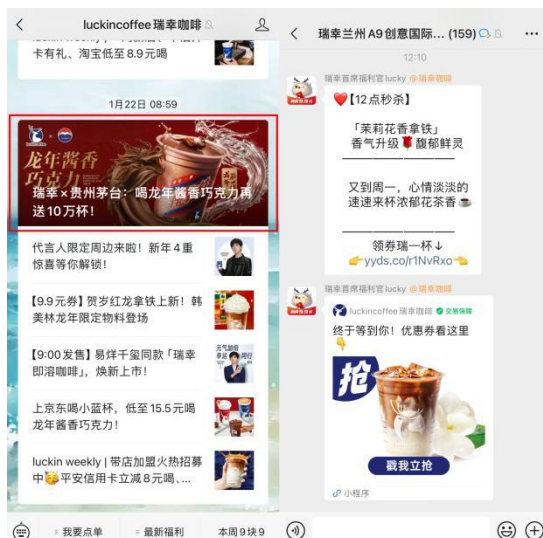 luckincoffee 瑞幸咖啡
卡有礼、淘宝低至 8.9元喝
1月22日 08:59
龙年酱香
巧克力
瑞幸×贵州茅台：喝龙年酱香巧克力再
送10万杯！
代言人限定周边来啦！新年4重
惊喜等你解锁！
【9.9元券】贺岁红龙拿铁上新！韩
美林龙年限定物料登场
【9:00发售】易烊千玺同款「瑞幸
即溶咖啡」，焕新上市！
上京东喝小蓝杯，低至15.5元喝
龙年酱香巧克力！
luckin weekly | 带店加盟火热招募
中🥳平安信用卡立减8元喝、...
我要点单
最新福利
本周9块9
瑞幸兰州A9创意国际... (159)
12:10
瑞幸首席福利官lucky @瑞幸咖啡
❤️【12点秒杀】
「茉莉花香拿铁」
香气升级🌹馥郁鲜灵
又到周一，心情淡淡的
速速来杯浓郁花茶香☕
领券瑞一杯↓
👉yyds.co/r1NvRxo👈
瑞幸首席福利官lucky @瑞幸咖啡
luckincoffee 瑞幸咖啡 交易保障
终于等到你！优惠券看这里
👇
抢
戳我立抢
小程序